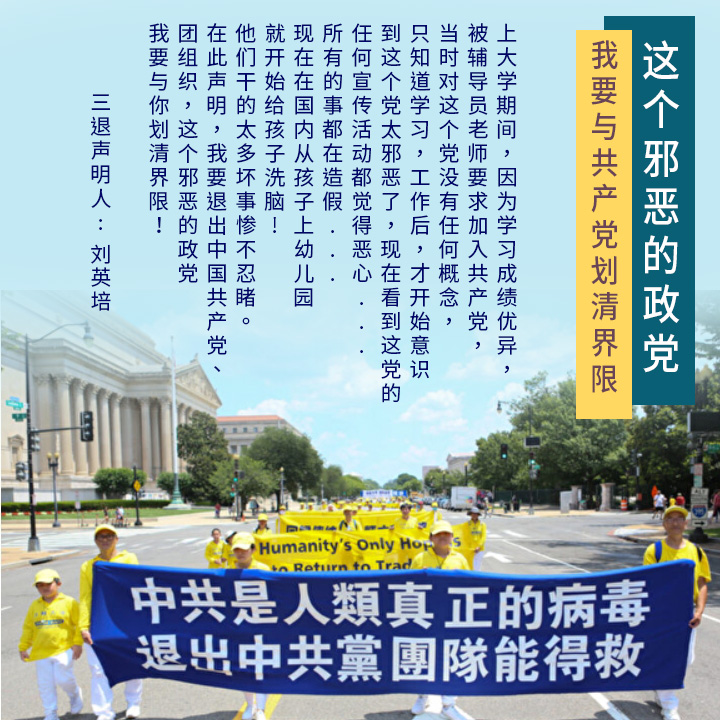 这个邪恶的政党
我要与共产党划清界限
上大学期间，因为学习成绩优异，
被辅导员老师要求加入共产党，
当时对这个党没有任何概念，
只知道学习，工作后，才开始意识
到这个党太邪恶了，现在看到这党的
任何宣传活动都觉得恶心...
所有的事都在造假...
现在在国内从孩子上幼儿园
就开始给孩子洗脑！
他们干的太多坏事惨不忍睹。
在此声明，我要退出中国共产党、
团组织，这个邪恶的政党
我要与你划清界限！
三退声明人：刘英培
Humanity's Only
to Return to
中共是人類真正的病毒
退出中共黨團隊能得救